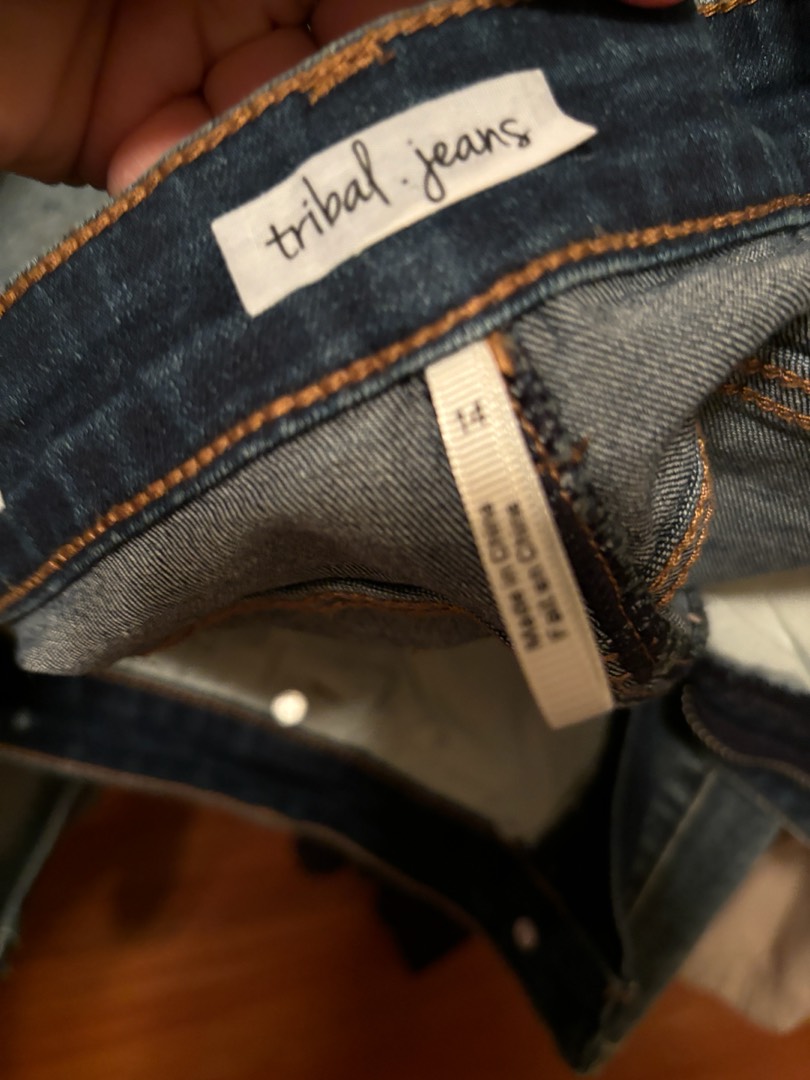 tribal.jeans
14
Made in China
Fait en Chine